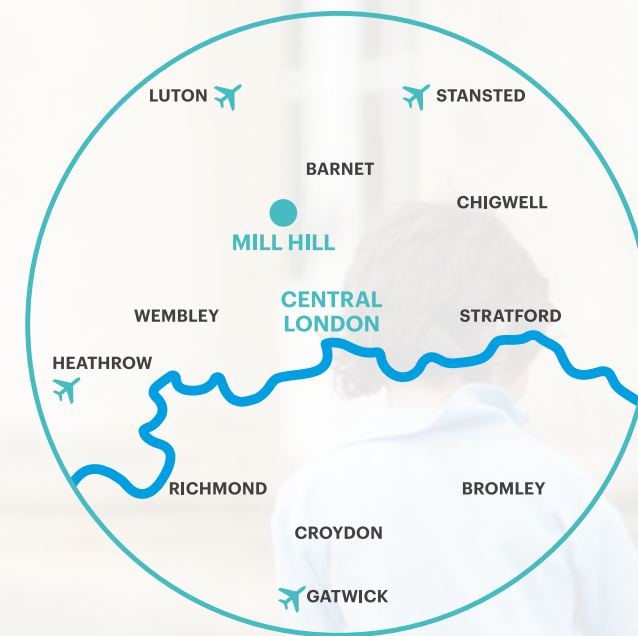 LUTON
STANSTED
BARNET
CHIGWELL
MILL HILL
CENTRAL
LONDON
WEMBLEY
STRATFORD
HEATHROW
RICHMOND
BROMLEY
CROYDON
GATWICK